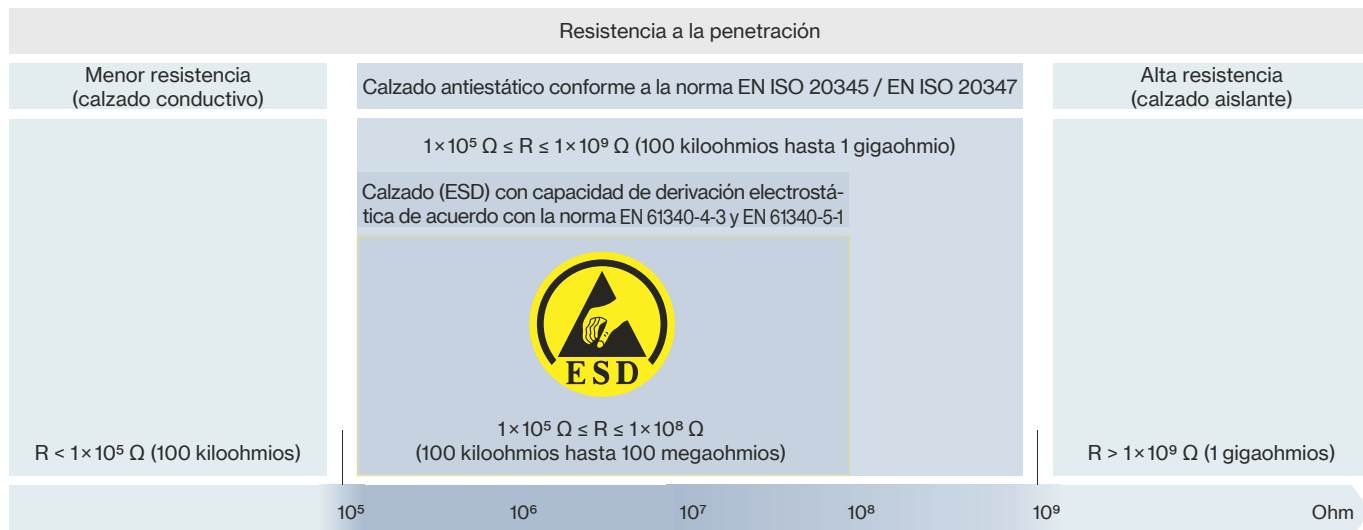 Resistencia a la penetración
Menor resistencia
(calzado conductivo)
Calzado antiestático conforme a la norma EN ISO 20345 / EN ISO 20347
Alta resistencia
(calzado aislante)
1×10⁵ Ω ≤ R ≤ 1×10⁹ Ω (100 kiloohmios hasta 1 gigaohmio)
Calzado (ESD) con capacidad de derivación electrostá-
tica de acuerdo con la norma EN 61340-4-3 y EN 61340-5-1
ESD
1×10⁵ Ω ≤ R ≤ 1×10⁸ Ω
(100 kiloohmios hasta 100 megaohmios)
R < 1×10⁵ Ω (100 kiloohmios)
R > 1×10⁹ Ω (1 gigaohmios)
10⁵ 10⁶ 10⁷ 10⁸ 10⁹ Ohm